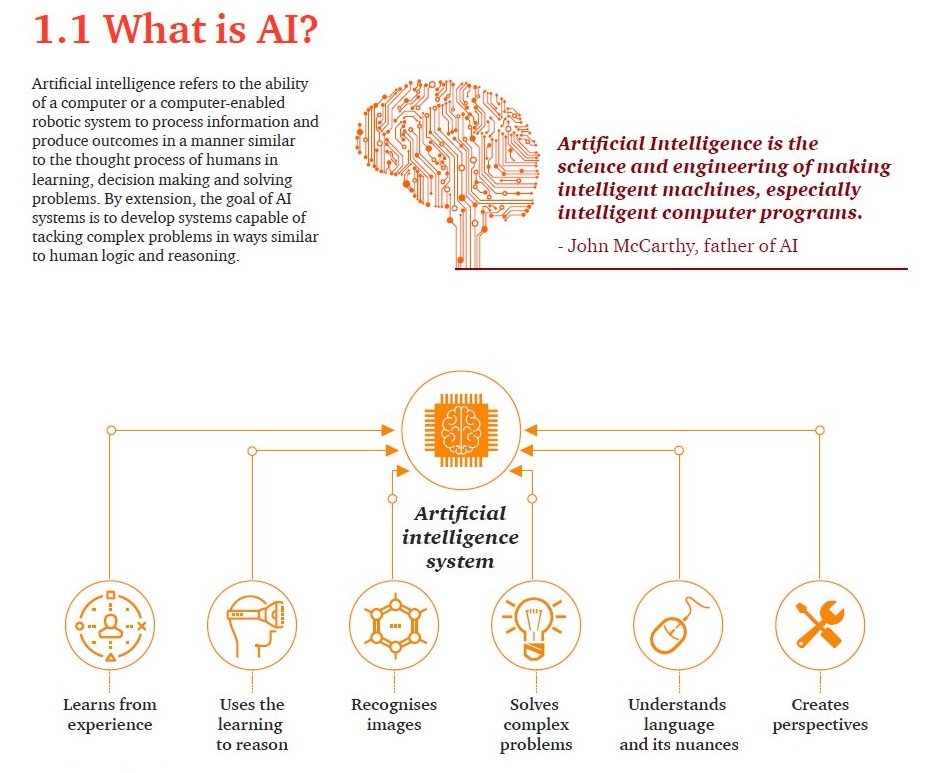 1.1 What is AI?
Artificial intelligence refers to the ability
of a computer or a computer-enabled
robotic system to process information and
produce outcomes in a manner similar
to the thought process of humans in
learning, decision making and solving
problems. By extension, the goal of AI
systems is to develop systems capable of
tacking complex problems in ways similar
to human logic and reasoning.
Artificial Intelligence is the
science and engineering of making
intelligent machines, especially
intelligent computer programs.
- John McCarthy, father of AI
Artificial
intelligence
system
Learns from
experience
Uses the
learning
to reason
Recognises
images
Solves
complex
problems
Understands
language
and its nuances
Creates
perspectives